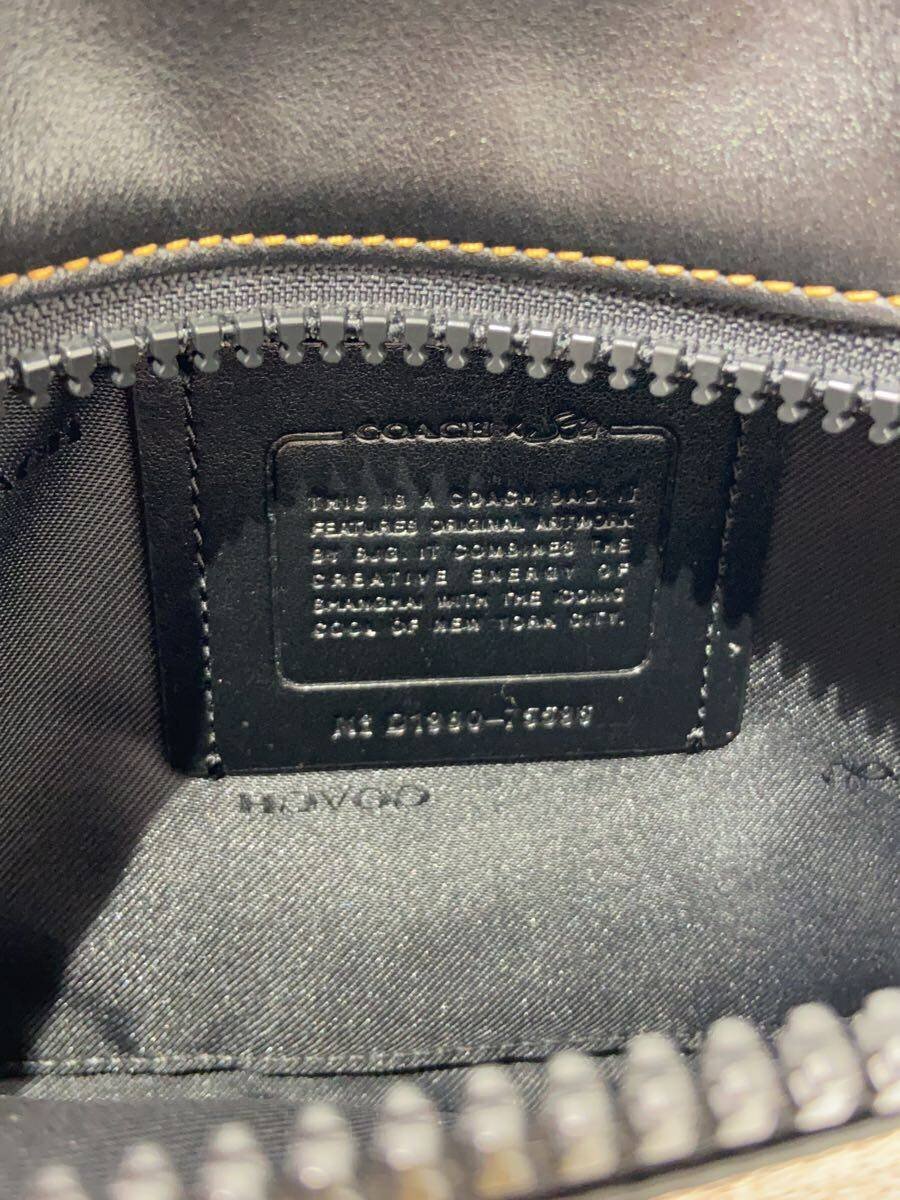 COACH ×
THIS IS A COACH BAG. IT
FEATURES ORIGINAL ARTWORK
BY BJG. IT COMBINES THE
CREATIVE ENERGY OF
SHANGHAI WITH THE ICONIC
COOL OF NEW YORK CITY.
COACH